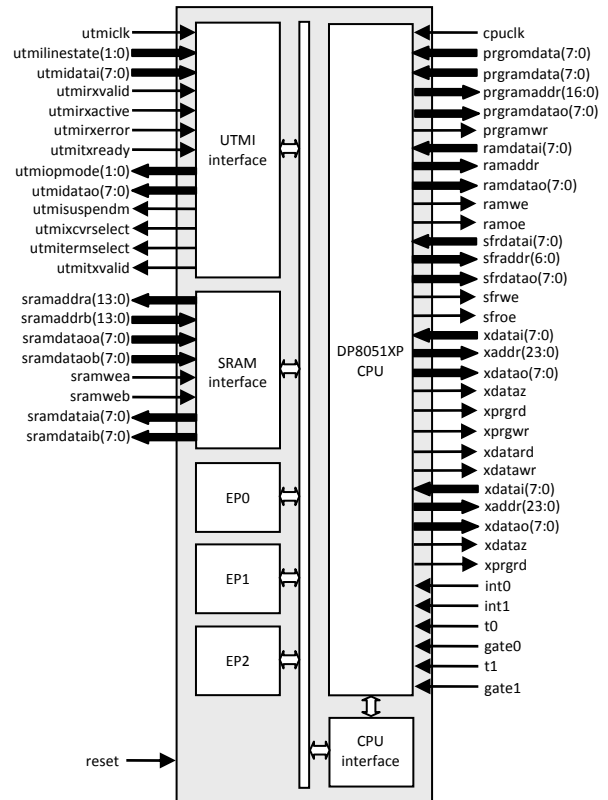 utmiclk
utmilinestate(1:0)
utmidatai(7:0)
utmirxvalid
utmirxactive
utmirxerror
utmitxready
utmiopmode(1:0)
utmidatao(7:0)
utmisuspendm
utmixcvrselect
utmitermselect
utmitxvalid
sramaddra(13:0)
sramaddrb(13:0)
sramdataoa(7:0)
sramdataob(7:0)
sramwea
sramweb
sramdataia(7:0)
sramdataib(7:0)
reset
UTMI
interface
SRAM
interface
EP0
EP1
EP2
DP8051XP
CPU
CPU
interface
cpuclk
prgromdata(7:0)
prgramdata(7:0)
prgramaddr(16:0)
prgramdatao(7:0)
prgramwr
ramdatai(7:0)
ramaddr
ramdatao(7:0)
ramwe
ramoe
sfrdatai(7:0)
sfraddr(6:0)
sfrdatao(7:0)
sfrwe
sfroe
xdatai(7:0)
xaddr(23:0)
xdatao(7:0)
xdataz
xprgrd
xprgwr
xdatard
xdatawr
xdatai(7:0)
xaddr(23:0)
xdatao(7:0)
xdataz
xprgrd
int0
int1
t0
gate0
t1
gate1